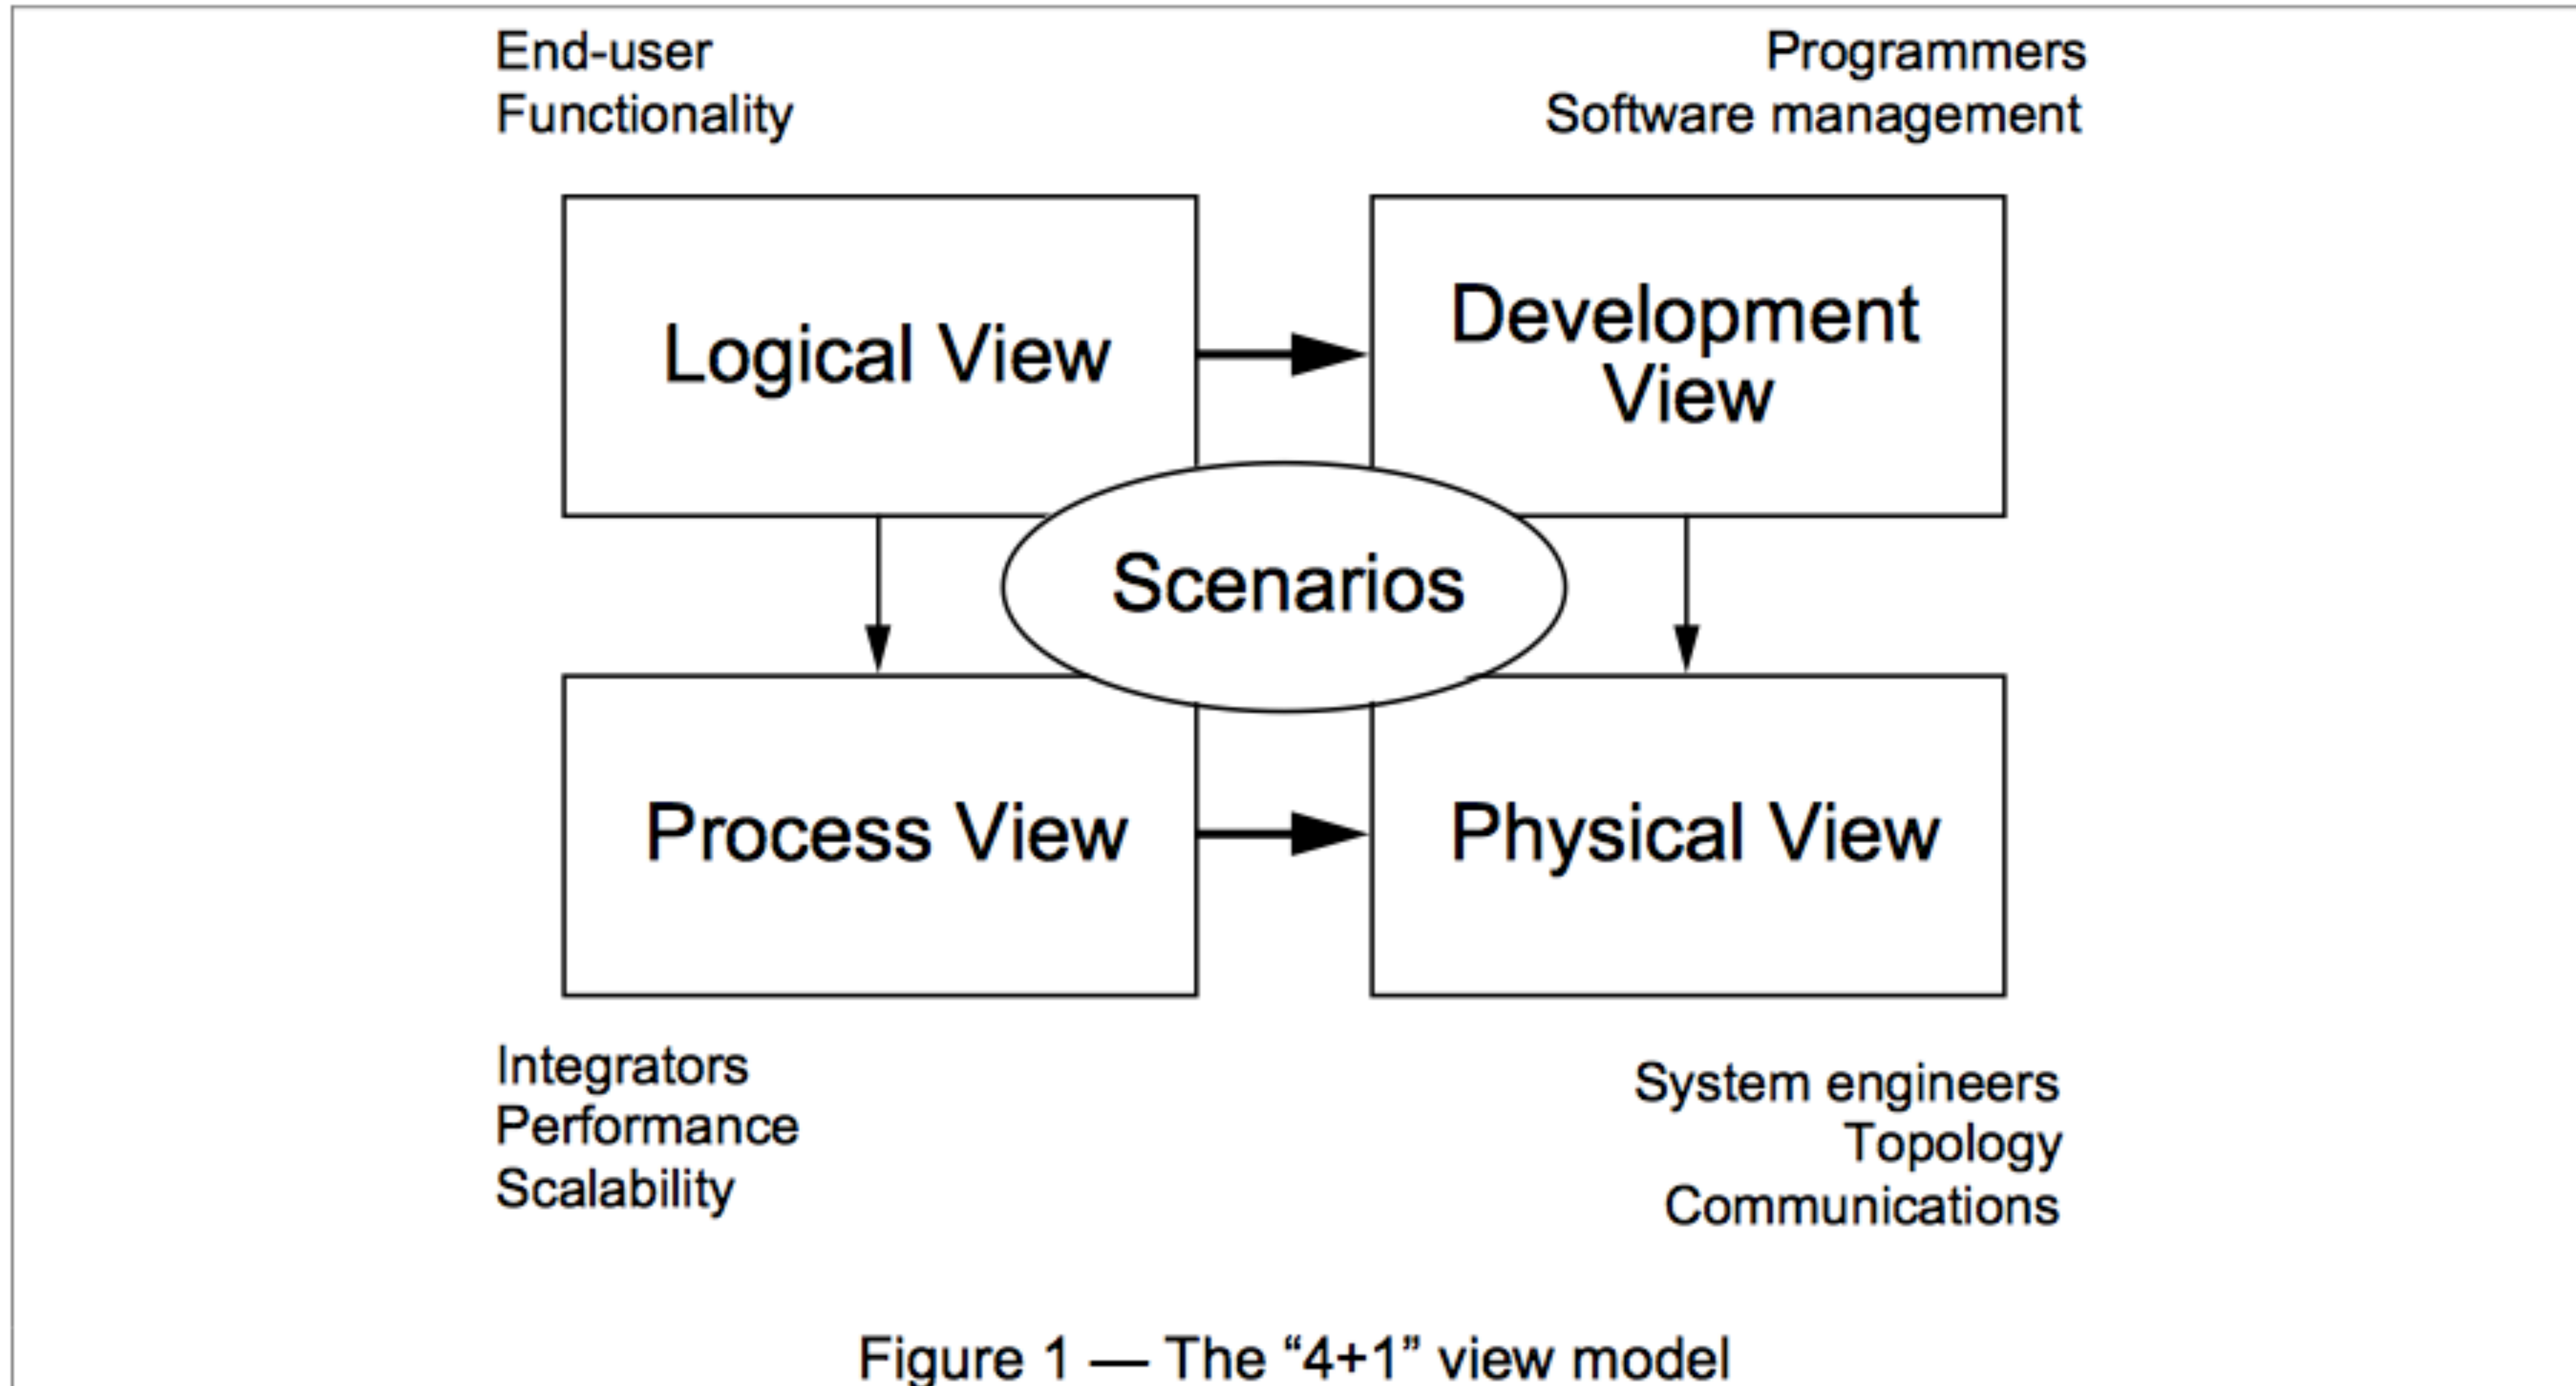 End-user
Functionality
Programmers
Software management
Logical View
Development
View
Scenarios
Process View
Physical View
Integrators
Performance
Scalability
System engineers
Topology
Communications
Figure 1 — The “4+1” view model